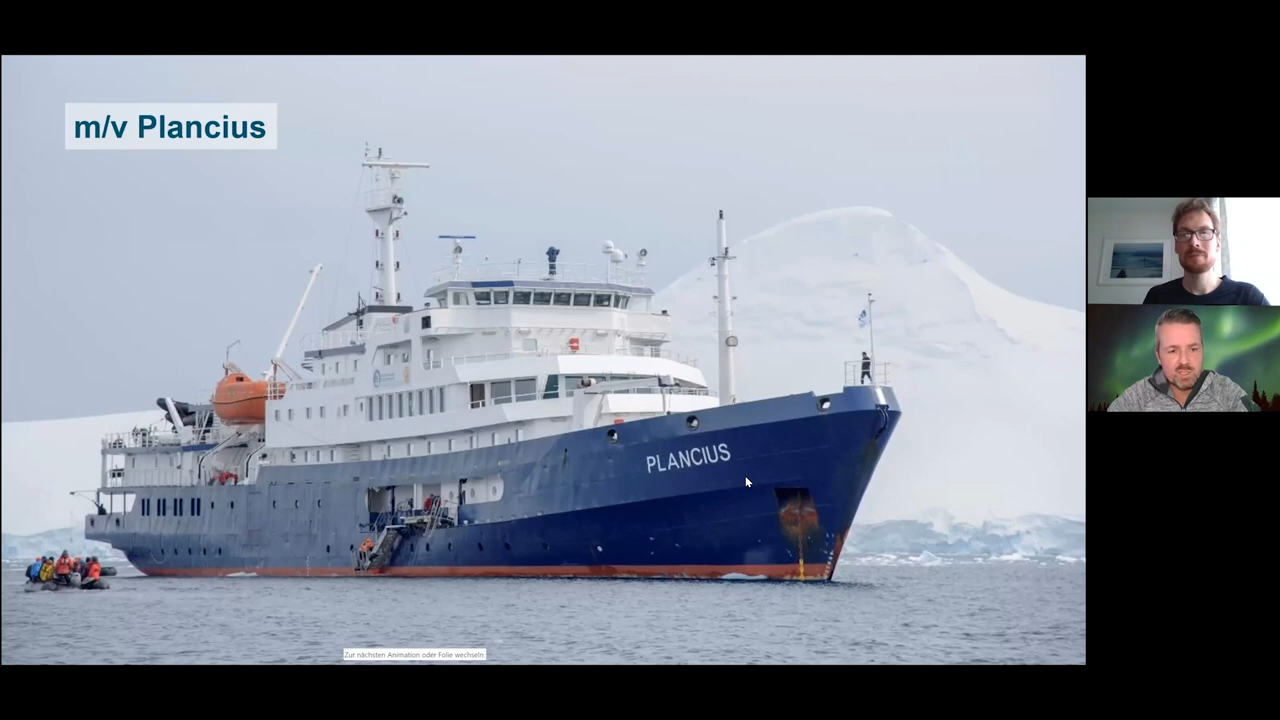 m/v Plancius
PLANCIUS
Zur nächsten Animation oder Folie wechseln.